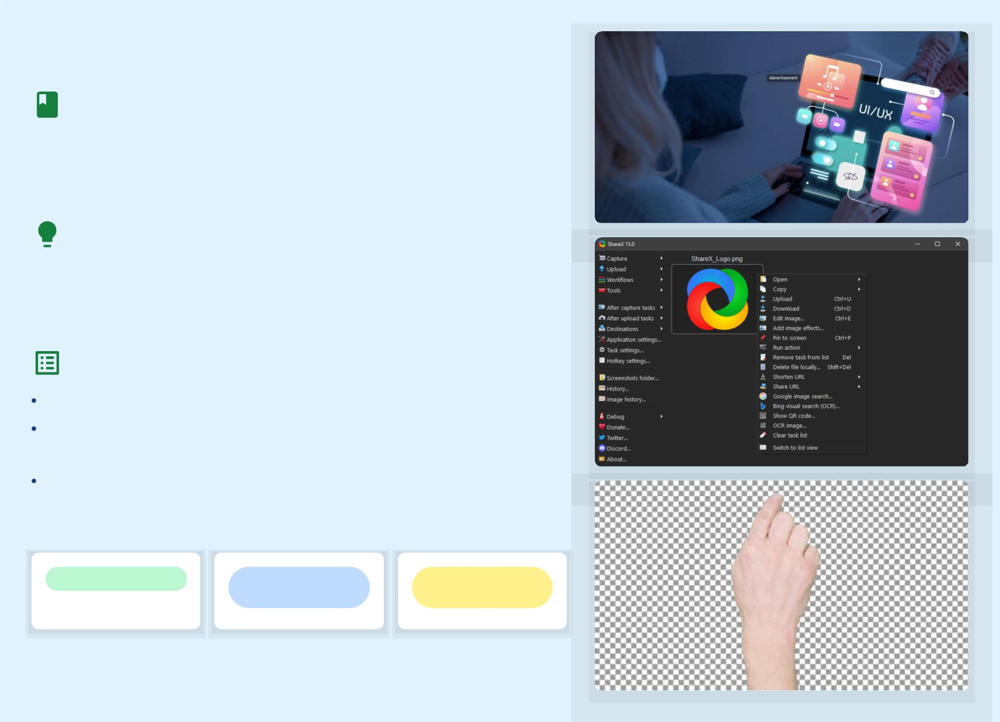 Advertisement
UI/UX
ShareX 15.0
Capture
Upload
Workflows
Tools
After capture tasks
After upload tasks
Destinations
Application settings...
Task settings...
Hotkey settings...
Screenshots folder...
History...
Image history...
Debug
Donate...
Twitter...
Discord...
About...
ShareX_Logo.png
Open
Copy
Upload Ctrl+U
Download Ctrl+D
Edit image... Ctrl+E
Add image effects...
Pin to screen Ctrl+P
Run action
Remove task from list Del
Delete file locally... Shift+Del
Shorten URL
Share URL
Google image search...
Bing visual search (OCR)...
Show QR code...
OCR image...
Clear task list
Switch to list view